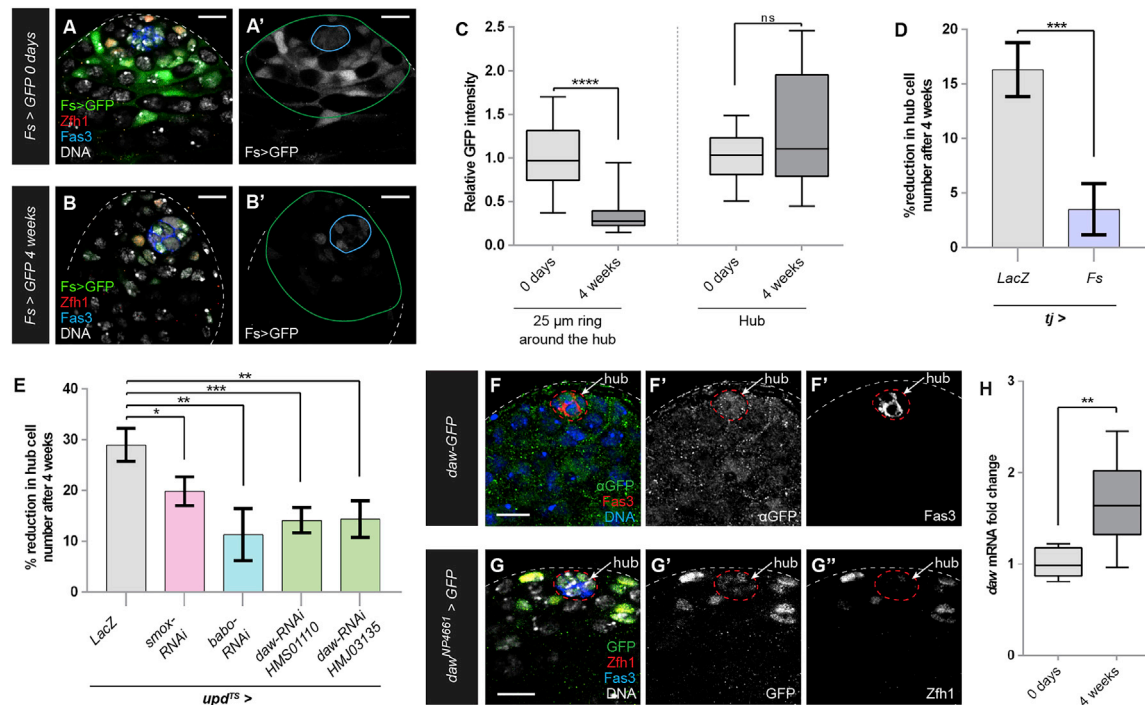 Fs > GFP 0 days
A
Fs>GFP
Zfh1
Fas3
DNA
A'
Fs>GFP
Fs > GFP 4 weeks
B
Fs>GFP
Zfh1
Fas3
DNA
B'
Fs>GFP
C
Relative GFP intensity
2.5
2.0
1.5
1.0
0.5
0.0
****
ns
0 days
4 weeks
0 days
4 weeks
25 µm ring
around the hub
Hub
D
%reduction in hub cell
number after 4 weeks
20
15
10
5
0
***
LacZ
Fs
tj >
E
% reduction in hub cell
number after 4 weeks
40
30
20
10
0
*
**
***
**
LacZ
smox-
RNAi
babo-
RNAi
daw-RNAi
HMS01110
daw-RNAi
HMJ03135
updTS >
daw-GFP
F
hub
αGFP
Fas3
DNA
F'
hub
αGFP
F'
hub
Fas3
dawNP4661 > GFP
G
hub
GFP
Zfh1
Fas3
DNA
G'
hub
GFP
G"
hub
Zfh1
H
daw mRNA fold change
3
2
1
0
**
0 days
4 weeks